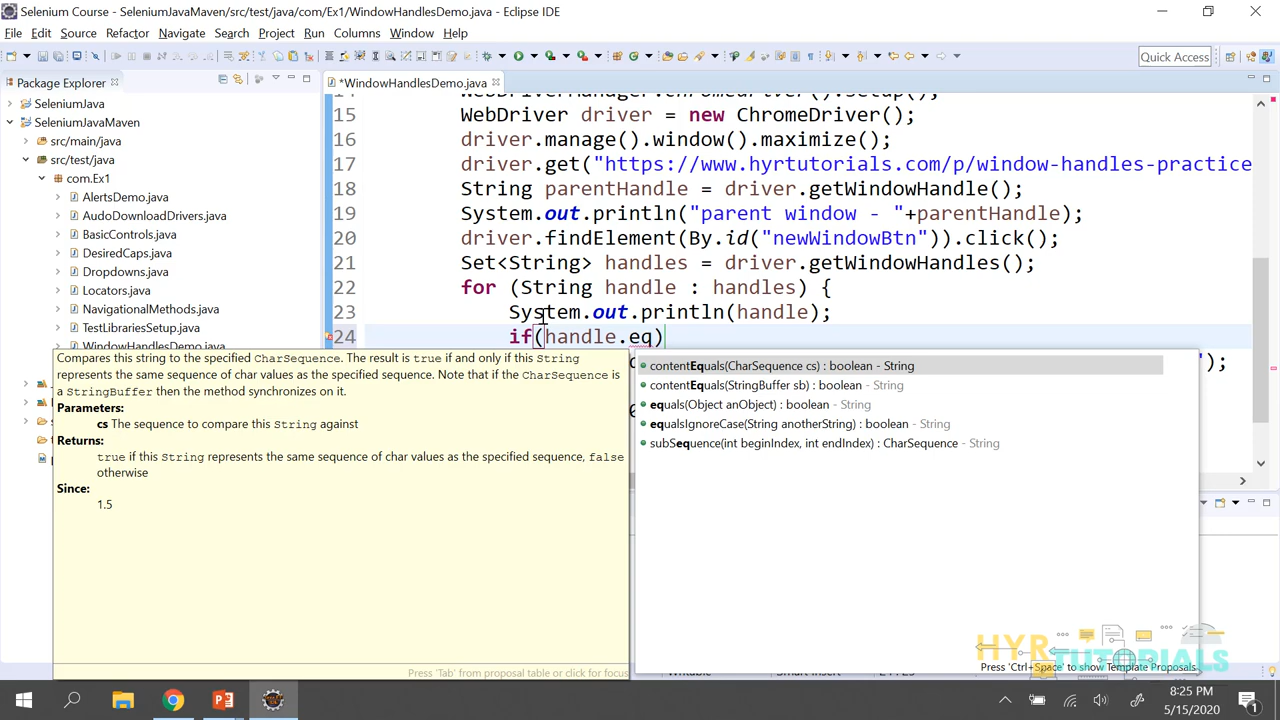 Selenium Course - SeleniumJavaMaven/src/test/java/com/Ex1/WindowHandlesDemo.java - Eclipse IDE
File Edit Source Refactor Navigate Search Project Run Columns Window Help
Quick Access
Package Explorer
*WindowHandlesDemo.java
SeleniumJava
SeleniumJavaMaven
src/main/java
src/test/java
com.Ex1
AlertsDemo.java
AudoDownloadDrivers.java
BasicControls.java
DesiredCaps.java
Dropdowns.java
Locators.java
NavigationalMethods.java
TestLibrariesSetup.java
WindowHandlesDemo.java
14 WebDriverManager.chromedriver().setup();
15 WebDriver driver = new ChromeDriver();
16 driver.manage().window().maximize();
17 driver.get("https://www.hyrtutorials.com/p/window-handles-practice
18 String parentHandle = driver.getWindowHandle();
19 System.out.println("parent window - "+parentHandle);
20 driver.findElement(By.id("newWindowBtn")).click();
21 Set<String> handles = driver.getWindowHandles();
22 for (String handle : handles) {
23 System.out.println(handle);
24 if(handle.eq)
");
Compares this string to the specified CharSequence. The result is true if and only if this String
represents the same sequence of char values as the specified sequence. Note that if the CharSequence is
a StringBuffer then the method synchronizes on it.
Parameters:
cs The sequence to compare this String against
Returns:
true if this String represents the same sequence of char values as the specified sequence, false
otherwise
Since:
1.5
Press 'Tab' from proposal table or click for focus
contentEquals(CharSequence cs) : boolean - String
contentEquals(StringBuffer sb) : boolean - String
equals(Object anObject) : boolean - String
equalsIgnoreCase(String anotherString) : boolean - String
subSequence(int beginIndex, int endIndex) : CharSequence - String
HYR
TUTORIALS
Press 'Ctrl+Space' to show Template Proposals
8:25 PM
5/15/2020
1